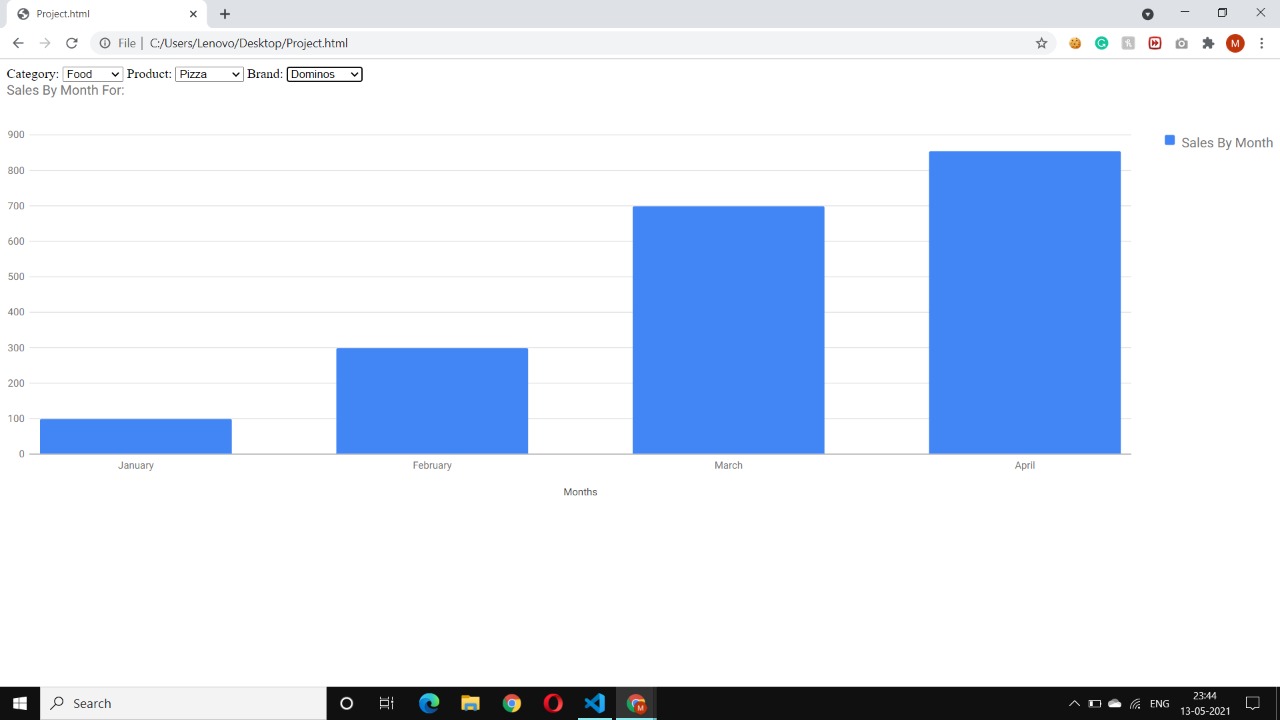 Project.html
File | C:/Users/Lenovo/Desktop/Project.html
M
Category: Food Product: Pizza Brand: Dominos
Sales By Month For:
900
800
700
600
500
400
300
200
100
0
Sales By Month
January February March April
Months
Search
M
ENG
23:44
13-05-2021